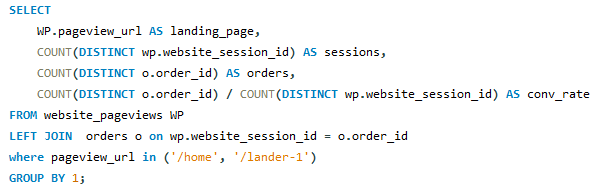 SELECT
WP.pageview_url AS landing_page,
COUNT(DISTINCT wp.website_session_id) AS sessions,
COUNT(DISTINCT o.order_id) AS orders,
COUNT(DISTINCT o.order_id) / COUNT(DISTINCT wp.website_session_id) AS conv_rate
FROM website_pageviews WP
LEFT JOIN  orders o on wp.website_session_id = o.order_id
where pageview_url in ('/home', '/lander-1')
GROUP BY 1;